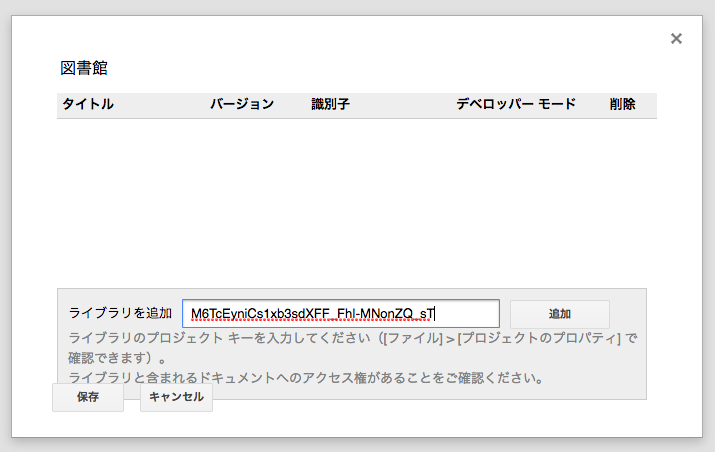 図書館
タイトル バージョン 識別子 デベロッパー モード 削除
ライブラリを追加 M6TcEyniCs1xb3sdXFF_FhI-MNonZQ_sT 追加
ライブラリのプロジェクト キーを入力してください（[ファイル] > [プロジェクトのプロパティ] で
確認できます）。
ライブラリと含まれるドキュメントへのアクセス権があることをご確認ください。
保存 キャンセル